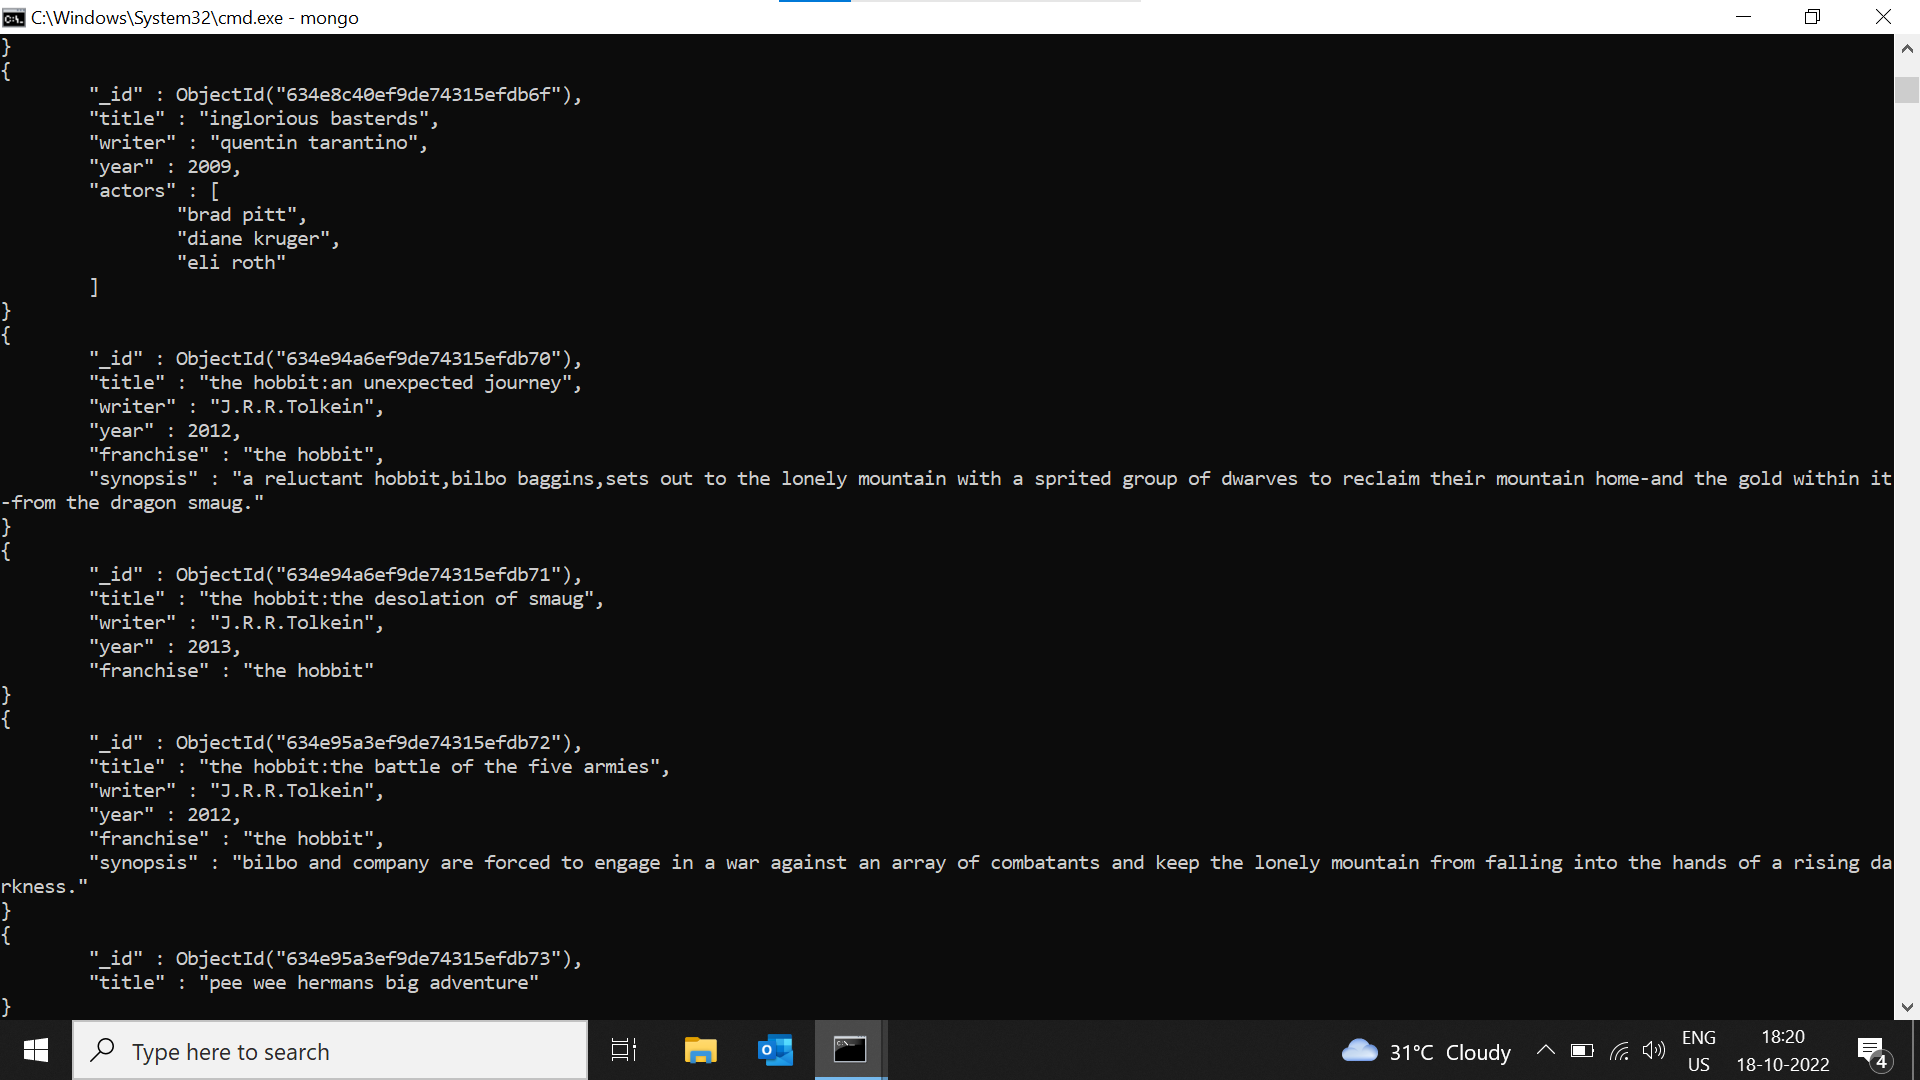 C:\Windows\System32\cmd.exe - mongo
}
{
"_id" : ObjectId("634e8c40ef9de74315efdb6f"),
"title" : "inglorious basterds",
"writer" : "quentin tarantino",
"year" : 2009,
"actors" : [
"brad pitt",
"diane kruger",
"eli roth"
]
}
{
"_id" : ObjectId("634e94a6ef9de74315efdb70"),
"title" : "the hobbit:an unexpected journey",
"writer" : "J.R.R.Tolkein",
"year" : 2012,
"franchise" : "the hobbit",
"synopsis" : "a reluctant hobbit,bilbo baggins,sets out to the lonely mountain with a sprited group of dwarves to reclaim their mountain home-and the gold within it
-from the dragon smaug."
}
{
"_id" : ObjectId("634e94a6ef9de74315efdb71"),
"title" : "the hobbit:the desolation of smaug",
"writer" : "J.R.R.Tolkein",
"year" : 2013,
"franchise" : "the hobbit"
}
{
"_id" : ObjectId("634e95a3ef9de74315efdb72"),
"title" : "the hobbit:the battle of the five armies",
"writer" : "J.R.R.Tolkein",
"year" : 2012,
"franchise" : "the hobbit",
"synopsis" : "bilbo and company are forced to engage in a war against an array of combatants and keep the lonely mountain from falling into the hands of a rising da
rkness."
}
{
"_id" : ObjectId("634e95a3ef9de74315efdb73"),
"title" : "pee wee hermans big adventure"
}
Type here to search
31°C Cloudy
ENG
US
18:20
18-10-2022
4